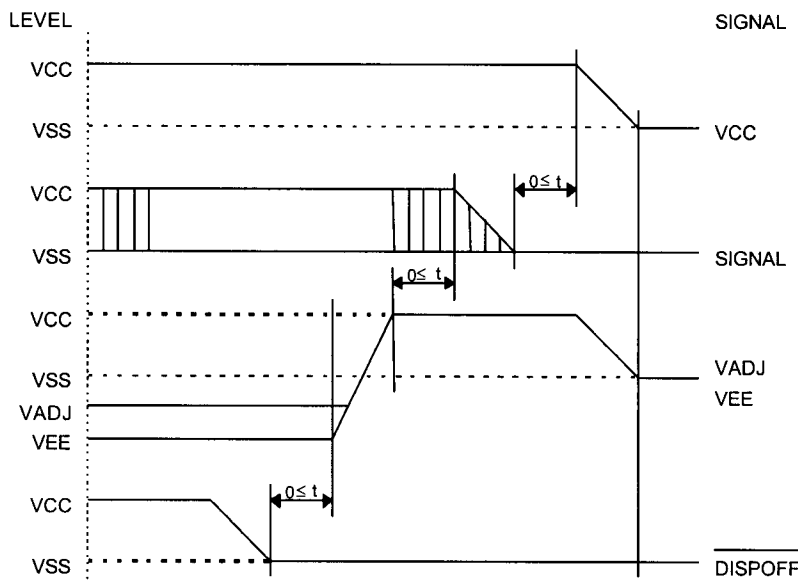 LEVEL SIGNAL
VCC
VSS VCC
0≤ t
VCC
VSS SIGNAL
0≤ t
VCC
VSS VADJ
VADJ VEE
VEE
0≤ t
VCC
VSS DISPOFF